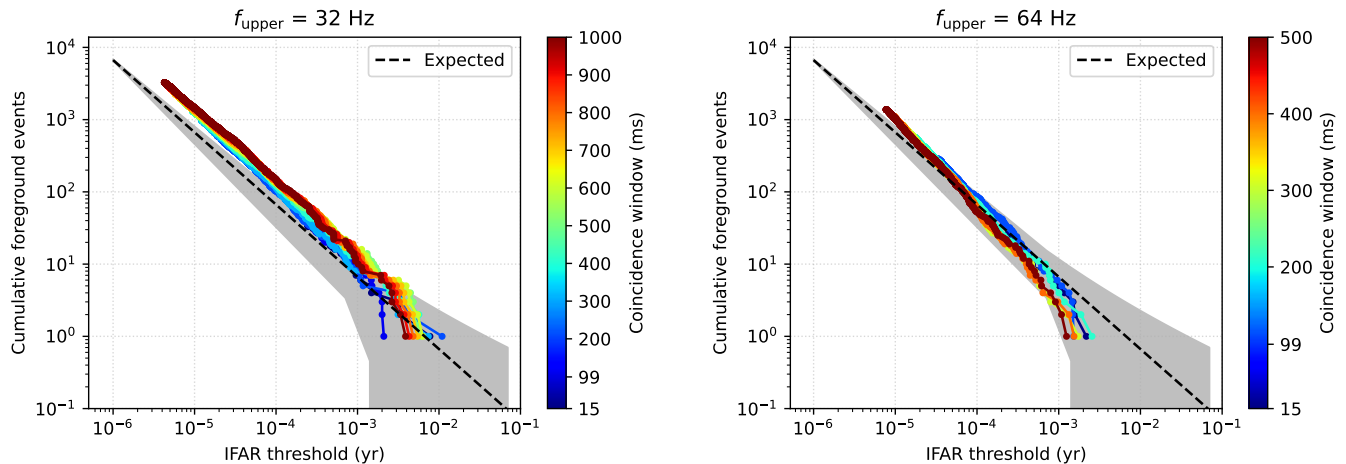 f_upper = 32 Hz
10^4
10^3
10^2
10^1
10^0
10^−1
Cumulative foreground events
10^−6 10^−5 10^−4 10^−3 10^−2 10^−1
IFAR threshold (yr)
Expected
1000
900
800
700
600
500
400
300
200
99
15
Coincidence window (ms)
f_upper = 64 Hz
10^4
10^3
10^2
10^1
10^0
10^−1
Cumulative foreground events
10^−6 10^−5 10^−4 10^−3 10^−2 10^−1
IFAR threshold (yr)
Expected
500
400
300
200
99
15
Coincidence window (ms)